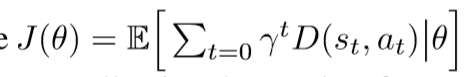 e J(θ) = 𝔼[∑_{t=0} γ^t D(s_t, a_t)|θ]